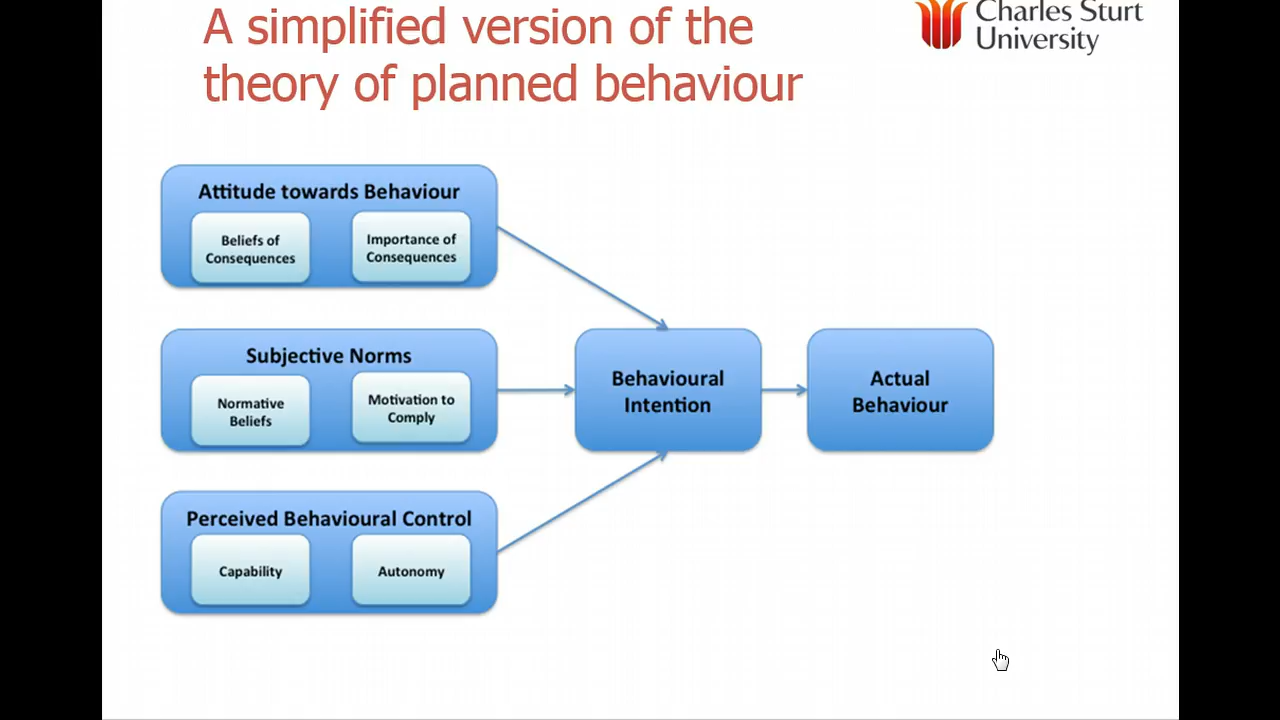 A simplified version of the
theory of planned behaviour
Charles Sturt
University
Attitude towards Behaviour
Beliefs of
Consequences
Importance of
Consequences
Subjective Norms
Normative
Beliefs
Motivation to
Comply
Perceived Behavioural Control
Capability
Autonomy
Behavioural
Intention
Actual
Behaviour